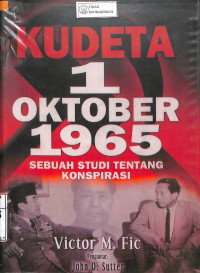 KUDETA
1
OKTOBER
1965
SEBUAH STUDI TENTANG
KONSPIRASI
Victor M. Fic
Pengantar
John O. Sutter